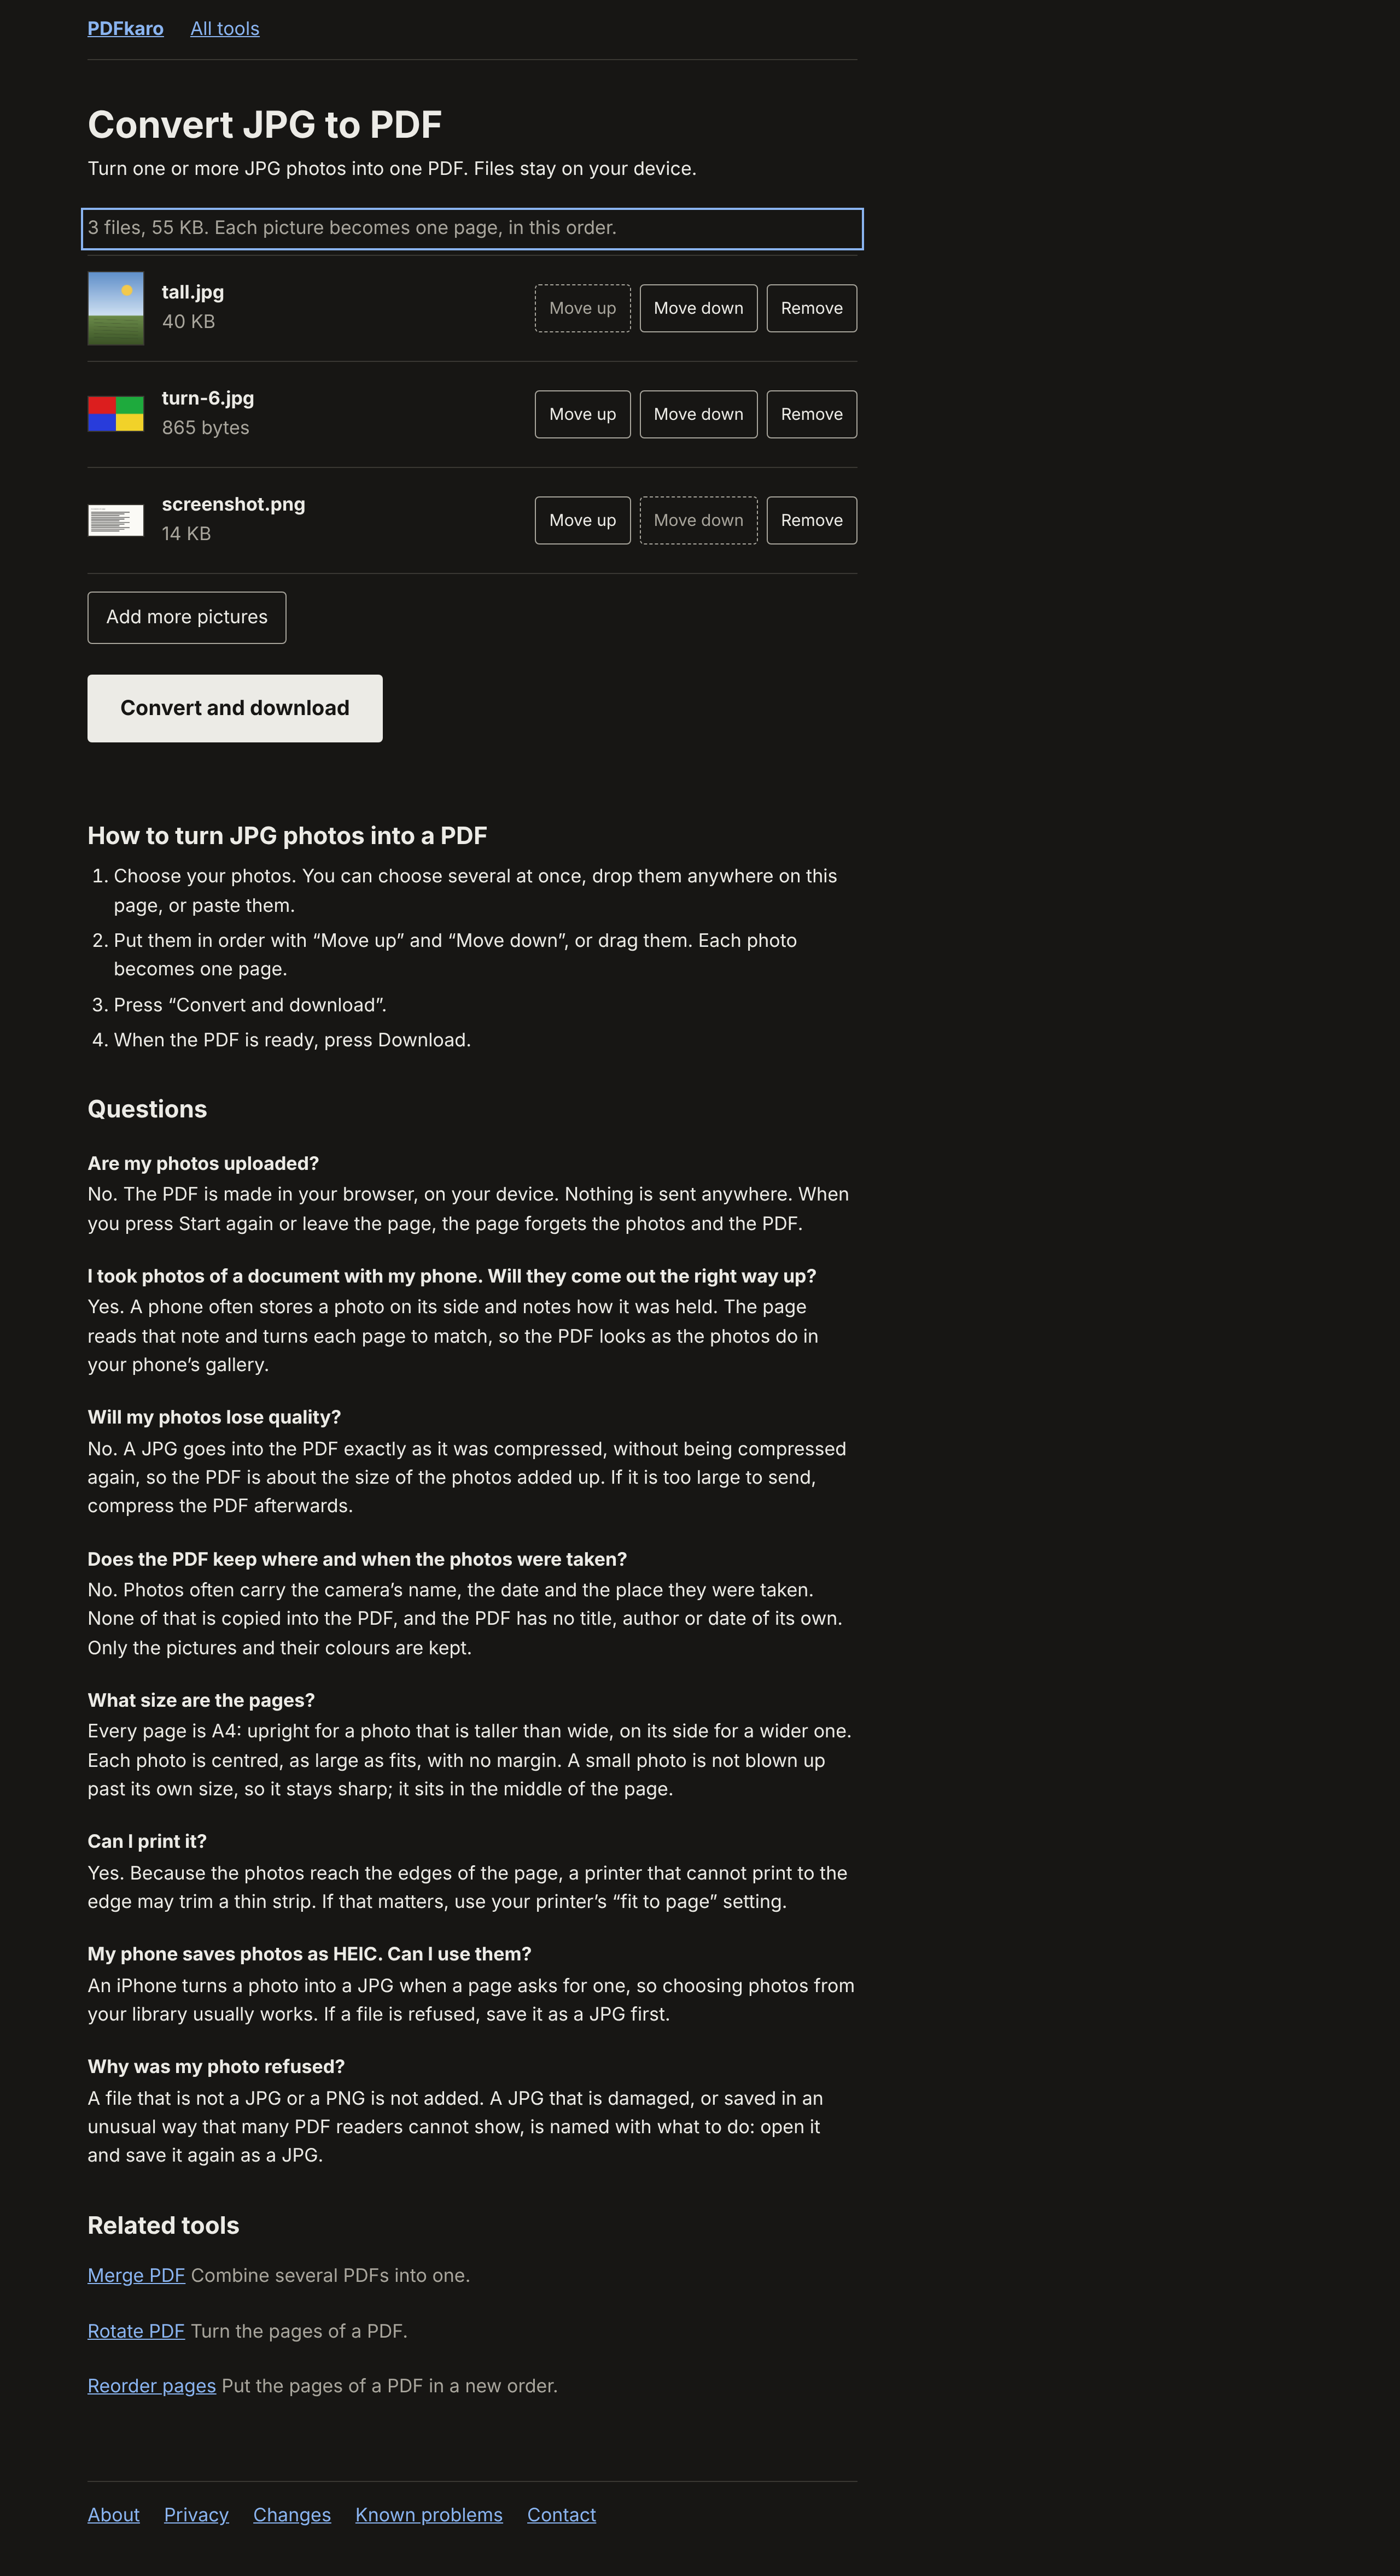 PDFkaro All tools
Convert JPG to PDF
Turn one or more JPG photos into one PDF. Files stay on your device.
3 files, 55 KB. Each picture becomes one page, in this order.
tall.jpg
40 KB
Move up Move down Remove
turn-6.jpg
865 bytes
Move up Move down Remove
screenshot.png
14 KB
Move up Move down Remove
Add more pictures
Convert and download
How to turn JPG photos into a PDF
1. Choose your photos. You can choose several at once, drop them anywhere on this
page, or paste them.
2. Put them in order with “Move up” and “Move down”, or drag them. Each photo
becomes one page.
3. Press “Convert and download”.
4. When the PDF is ready, press Download.
Questions
Are my photos uploaded?
No. The PDF is made in your browser, on your device. Nothing is sent anywhere. When
you press Start again or leave the page, the page forgets the photos and the PDF.
I took photos of a document with my phone. Will they come out the right way up?
Yes. A phone often stores a photo on its side and notes how it was held. The page
reads that note and turns each page to match, so the PDF looks as the photos do in
your phone’s gallery.
Will my photos lose quality?
No. A JPG goes into the PDF exactly as it was compressed, without being compressed
again, so the PDF is about the size of the photos added up. If it is too large to send,
compress the PDF afterwards.
Does the PDF keep where and when the photos were taken?
No. Photos often carry the camera’s name, the date and the place they were taken.
None of that is copied into the PDF, and the PDF has no title, author or date of its own.
Only the pictures and their colours are kept.
What size are the pages?
Every page is A4: upright for a photo that is taller than wide, on its side for a wider one.
Each photo is centred, as large as fits, with no margin. A small photo is not blown up
past its own size, so it stays sharp; it sits in the middle of the page.
Can I print it?
Yes. Because the photos reach the edges of the page, a printer that cannot print to the
edge may trim a thin strip. If that matters, use your printer’s “fit to page” setting.
My phone saves photos as HEIC. Can I use them?
An iPhone turns a photo into a JPG when a page asks for one, so choosing photos from
your library usually works. If a file is refused, save it as a JPG first.
Why was my photo refused?
A file that is not a JPG or a PNG is not added. A JPG that is damaged, or saved in an
unusual way that many PDF readers cannot show, is named with what to do: open it
and save it again as a JPG.
Related tools
Merge PDF Combine several PDFs into one.
Rotate PDF Turn the pages of a PDF.
Reorder pages Put the pages of a PDF in a new order.
About Privacy Changes Known problems Contact